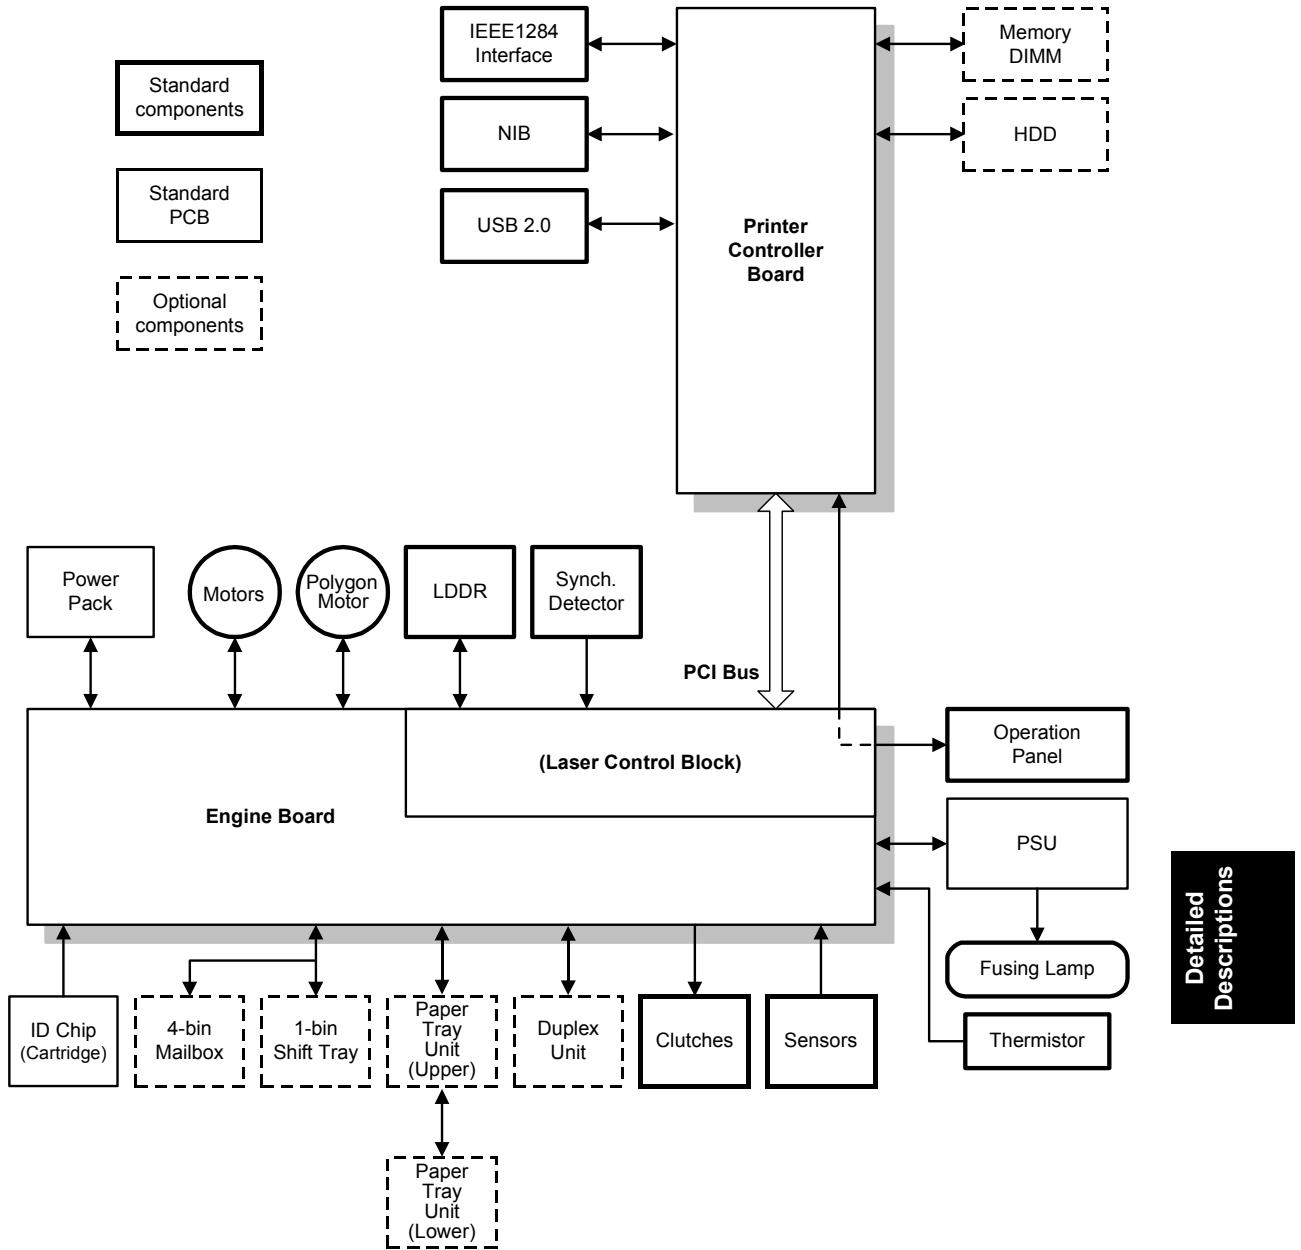 IEEE1284
Interface
Memory
DIMM
Standard
components
NIB
HDD
Standard
PCB
USB 2.0
Printer
Controller
Board
Optional
components
Power
Pack
Motors
Polygon
Motor
LDDR
Synch.
Detector
PCI Bus
Operation
Panel
(Laser Control Block)
Engine Board
PSU
Detailed
Descriptions
Fusing Lamp
ID Chip
(Cartridge)
4-bin
Mailbox
1-bin
Shift Tray
Paper
Tray
Unit
(Upper)
Duplex
Unit
Clutches
Sensors
Thermistor
Paper
Tray
Unit
(Lower)